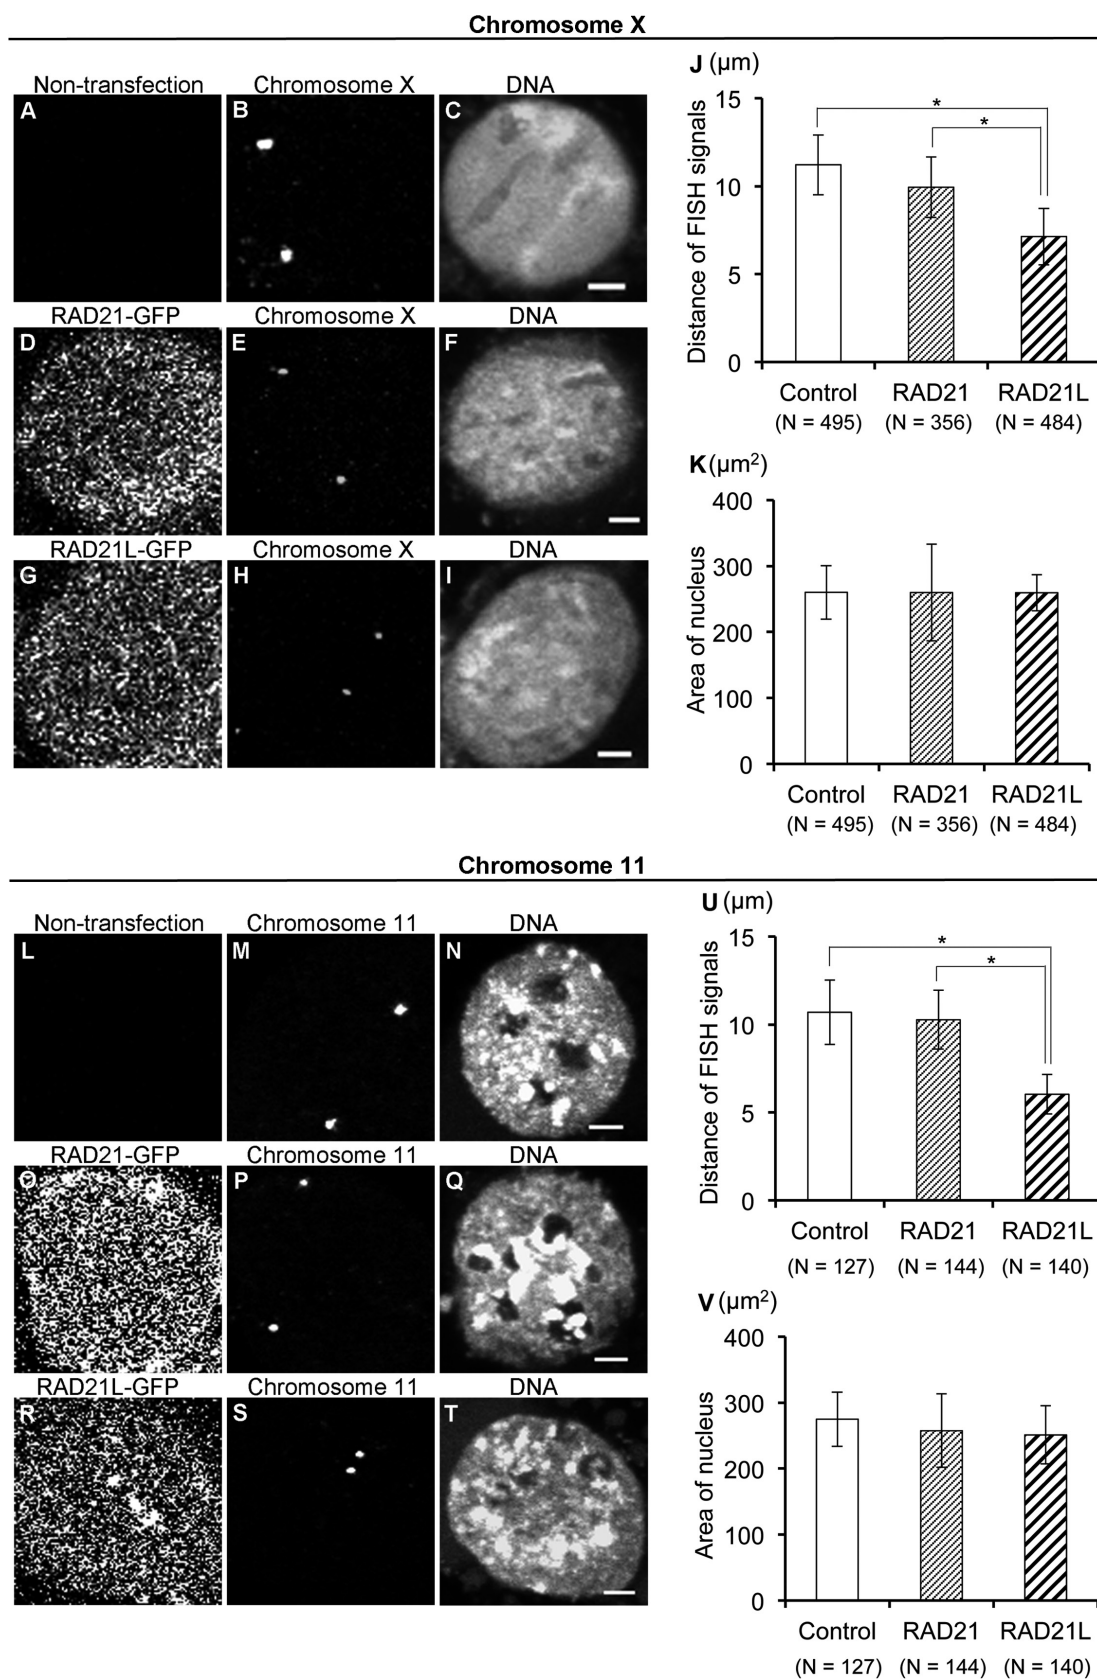 Chromosome X
Non-transfection Chromosome X DNA
A B C
RAD21-GFP Chromosome X DNA
D E F
RAD21L-GFP Chromosome X DNA
G H I
J (μm)
Distance of FISH signals
15
10
5
0
* *
Control RAD21 RAD21L
(N = 495) (N = 356) (N = 484)
K (μm²)
Area of nucleus
400
300
200
100
0
Control RAD21 RAD21L
(N = 495) (N = 356) (N = 484)
Chromosome 11
Non-transfection Chromosome 11 DNA
L M N
RAD21-GFP Chromosome 11 DNA
O P Q
RAD21L-GFP Chromosome 11 DNA
R S T
U (μm)
Distance of FISH signals
15
10
5
0
* *
Control RAD21 RAD21L
(N = 127) (N = 144) (N = 140)
V (μm²)
Area of nucleus
400
300
200
100
0
Control RAD21 RAD21L
(N = 127) (N = 144) (N = 140)